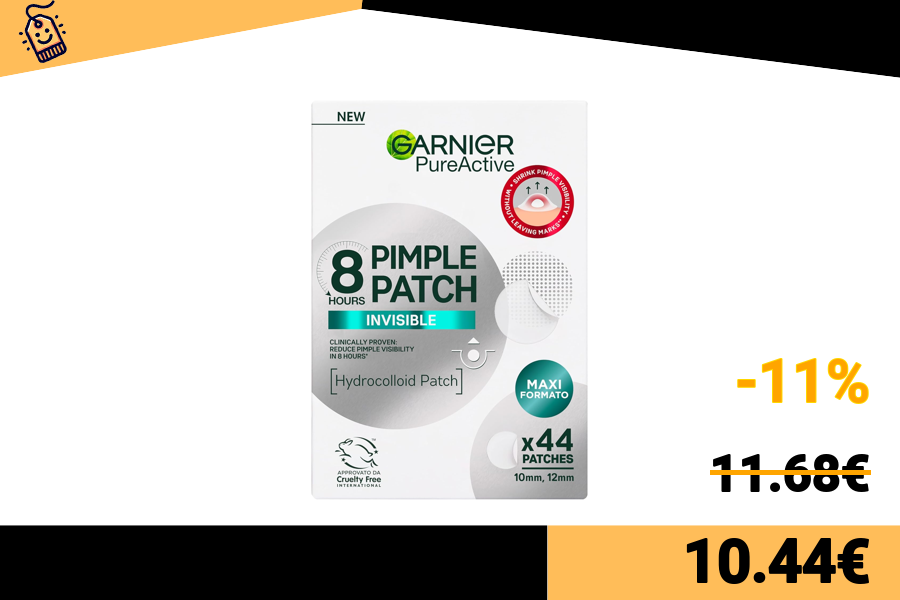 NEW
GARNIER
PureActive
SHRINK PIMPLE VISIBILITY
WITHOUT LEAVING MARKS**
8
HOURS
PIMPLE
PATCH
INVISIBLE
CLINICALLY PROVEN:
REDUCE PIMPLE VISIBILITY
IN 8 HOURS*
[Hydrocolloid Patch]
MAXI
FORMATO
x44
PATCHES
10mm, 12mm
APPROVATO DA
Cruelty Free
INTERNATIONAL
-11%
11.68€
10.44€